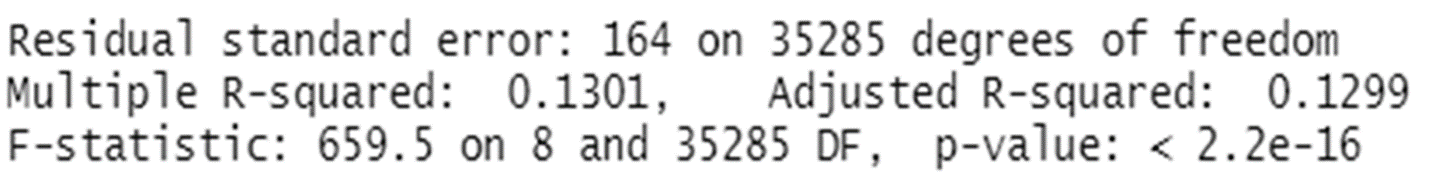 Residual standard error: 164 on 35285 degrees of freedom
Multiple R-squared:  0.1301,    Adjusted R-squared:  0.1299
F-statistic: 659.5 on 8 and 35285 DF,  p-value: < 2.2e-16